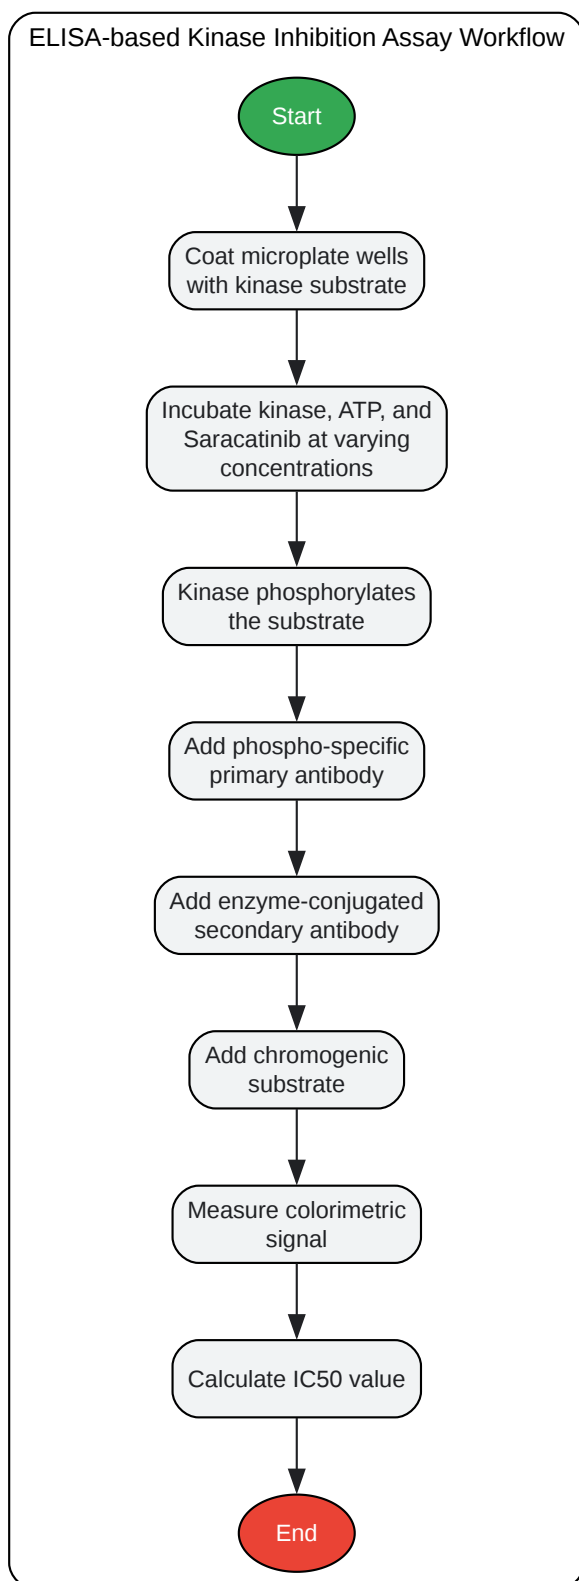 ELISA-based Kinase Inhibition Assay Workflow
Start
Coat microplate wells
with kinase substrate
Incubate kinase, ATP, and
Saracatinib at varying
concentrations
Kinase phosphorylates
the substrate
Add phospho-specific
primary antibody
Add enzyme-conjugated
secondary antibody
Add chromogenic
substrate
Measure colorimetric
signal
Calculate IC50 value
End